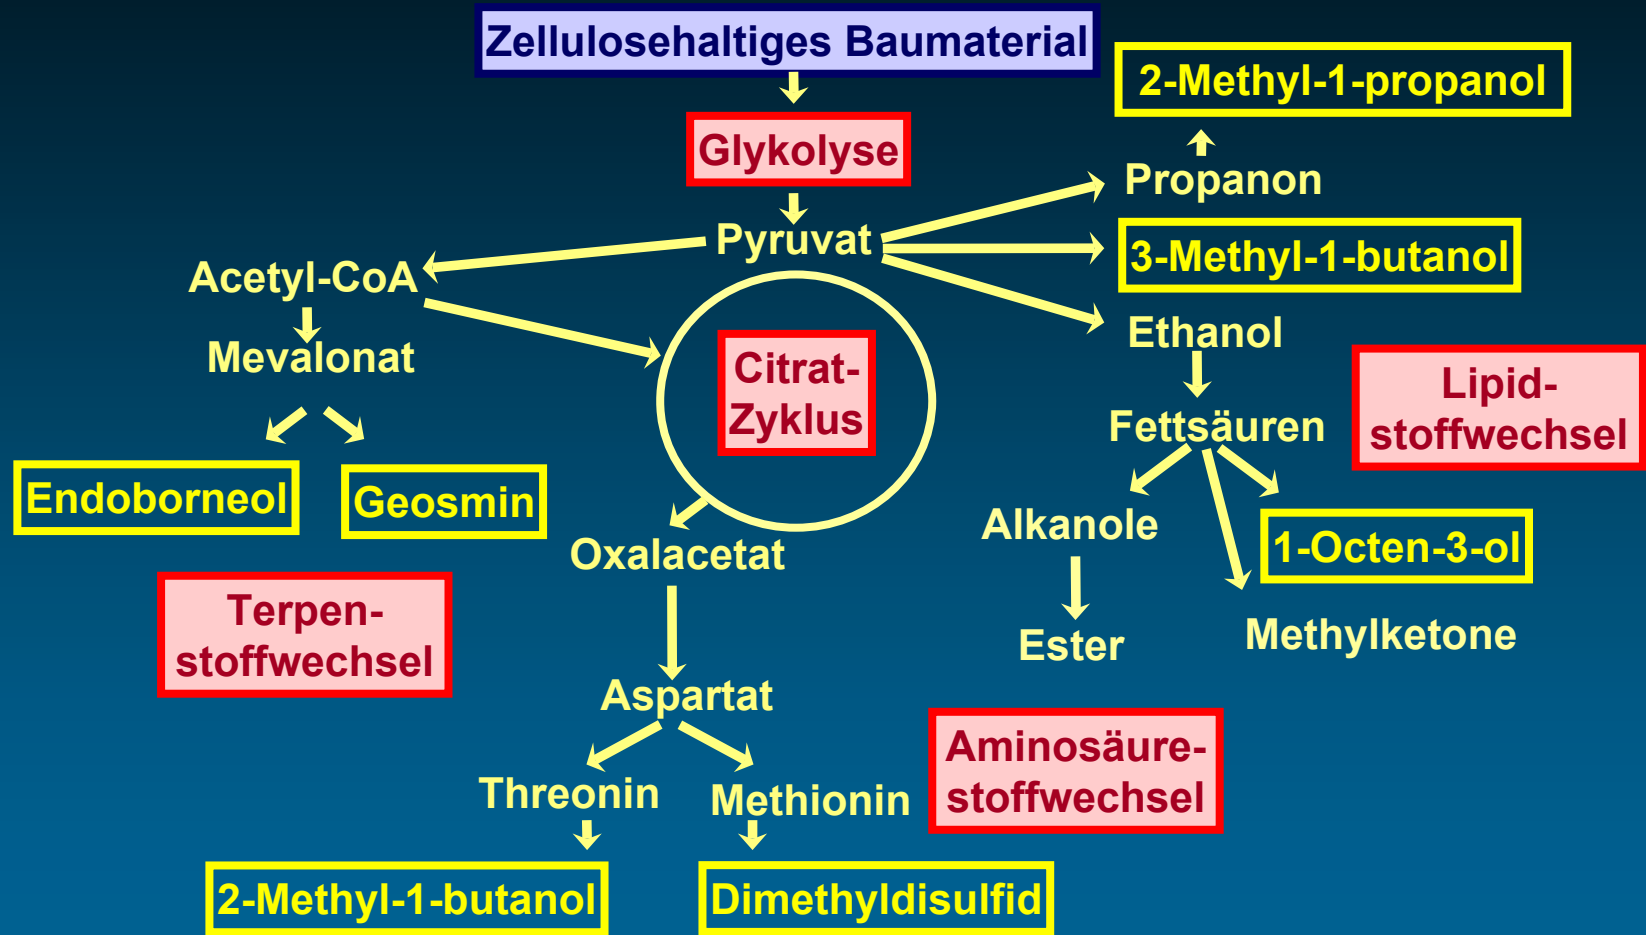 Zellulosehaltiges Baumaterial
2-Methyl-1-propanol
Glykolyse
Propanon
Pyruvat
3-Methyl-1-butanol
Acetyl-CoA
Ethanol
Mevalonat
Citrat-
Zyklus
Lipid-
stoffwechsel
Fettsäuren
Endoborneol
Geosmin
Alkanole
1-Octen-3-ol
Oxalacetat
Terpen-
stoffwechsel
Ester
Methylketone
Aspartat
Aminosäure-
stoffwechsel
Threonin
Methionin
2-Methyl-1-butanol
Dimethyldisulfid